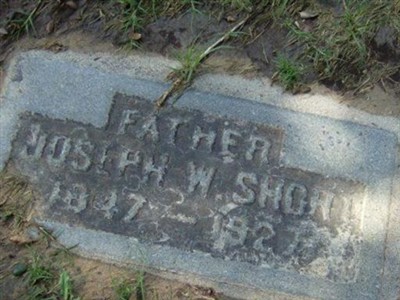 FATHER
JOSEPH W. SHORT
1847 –